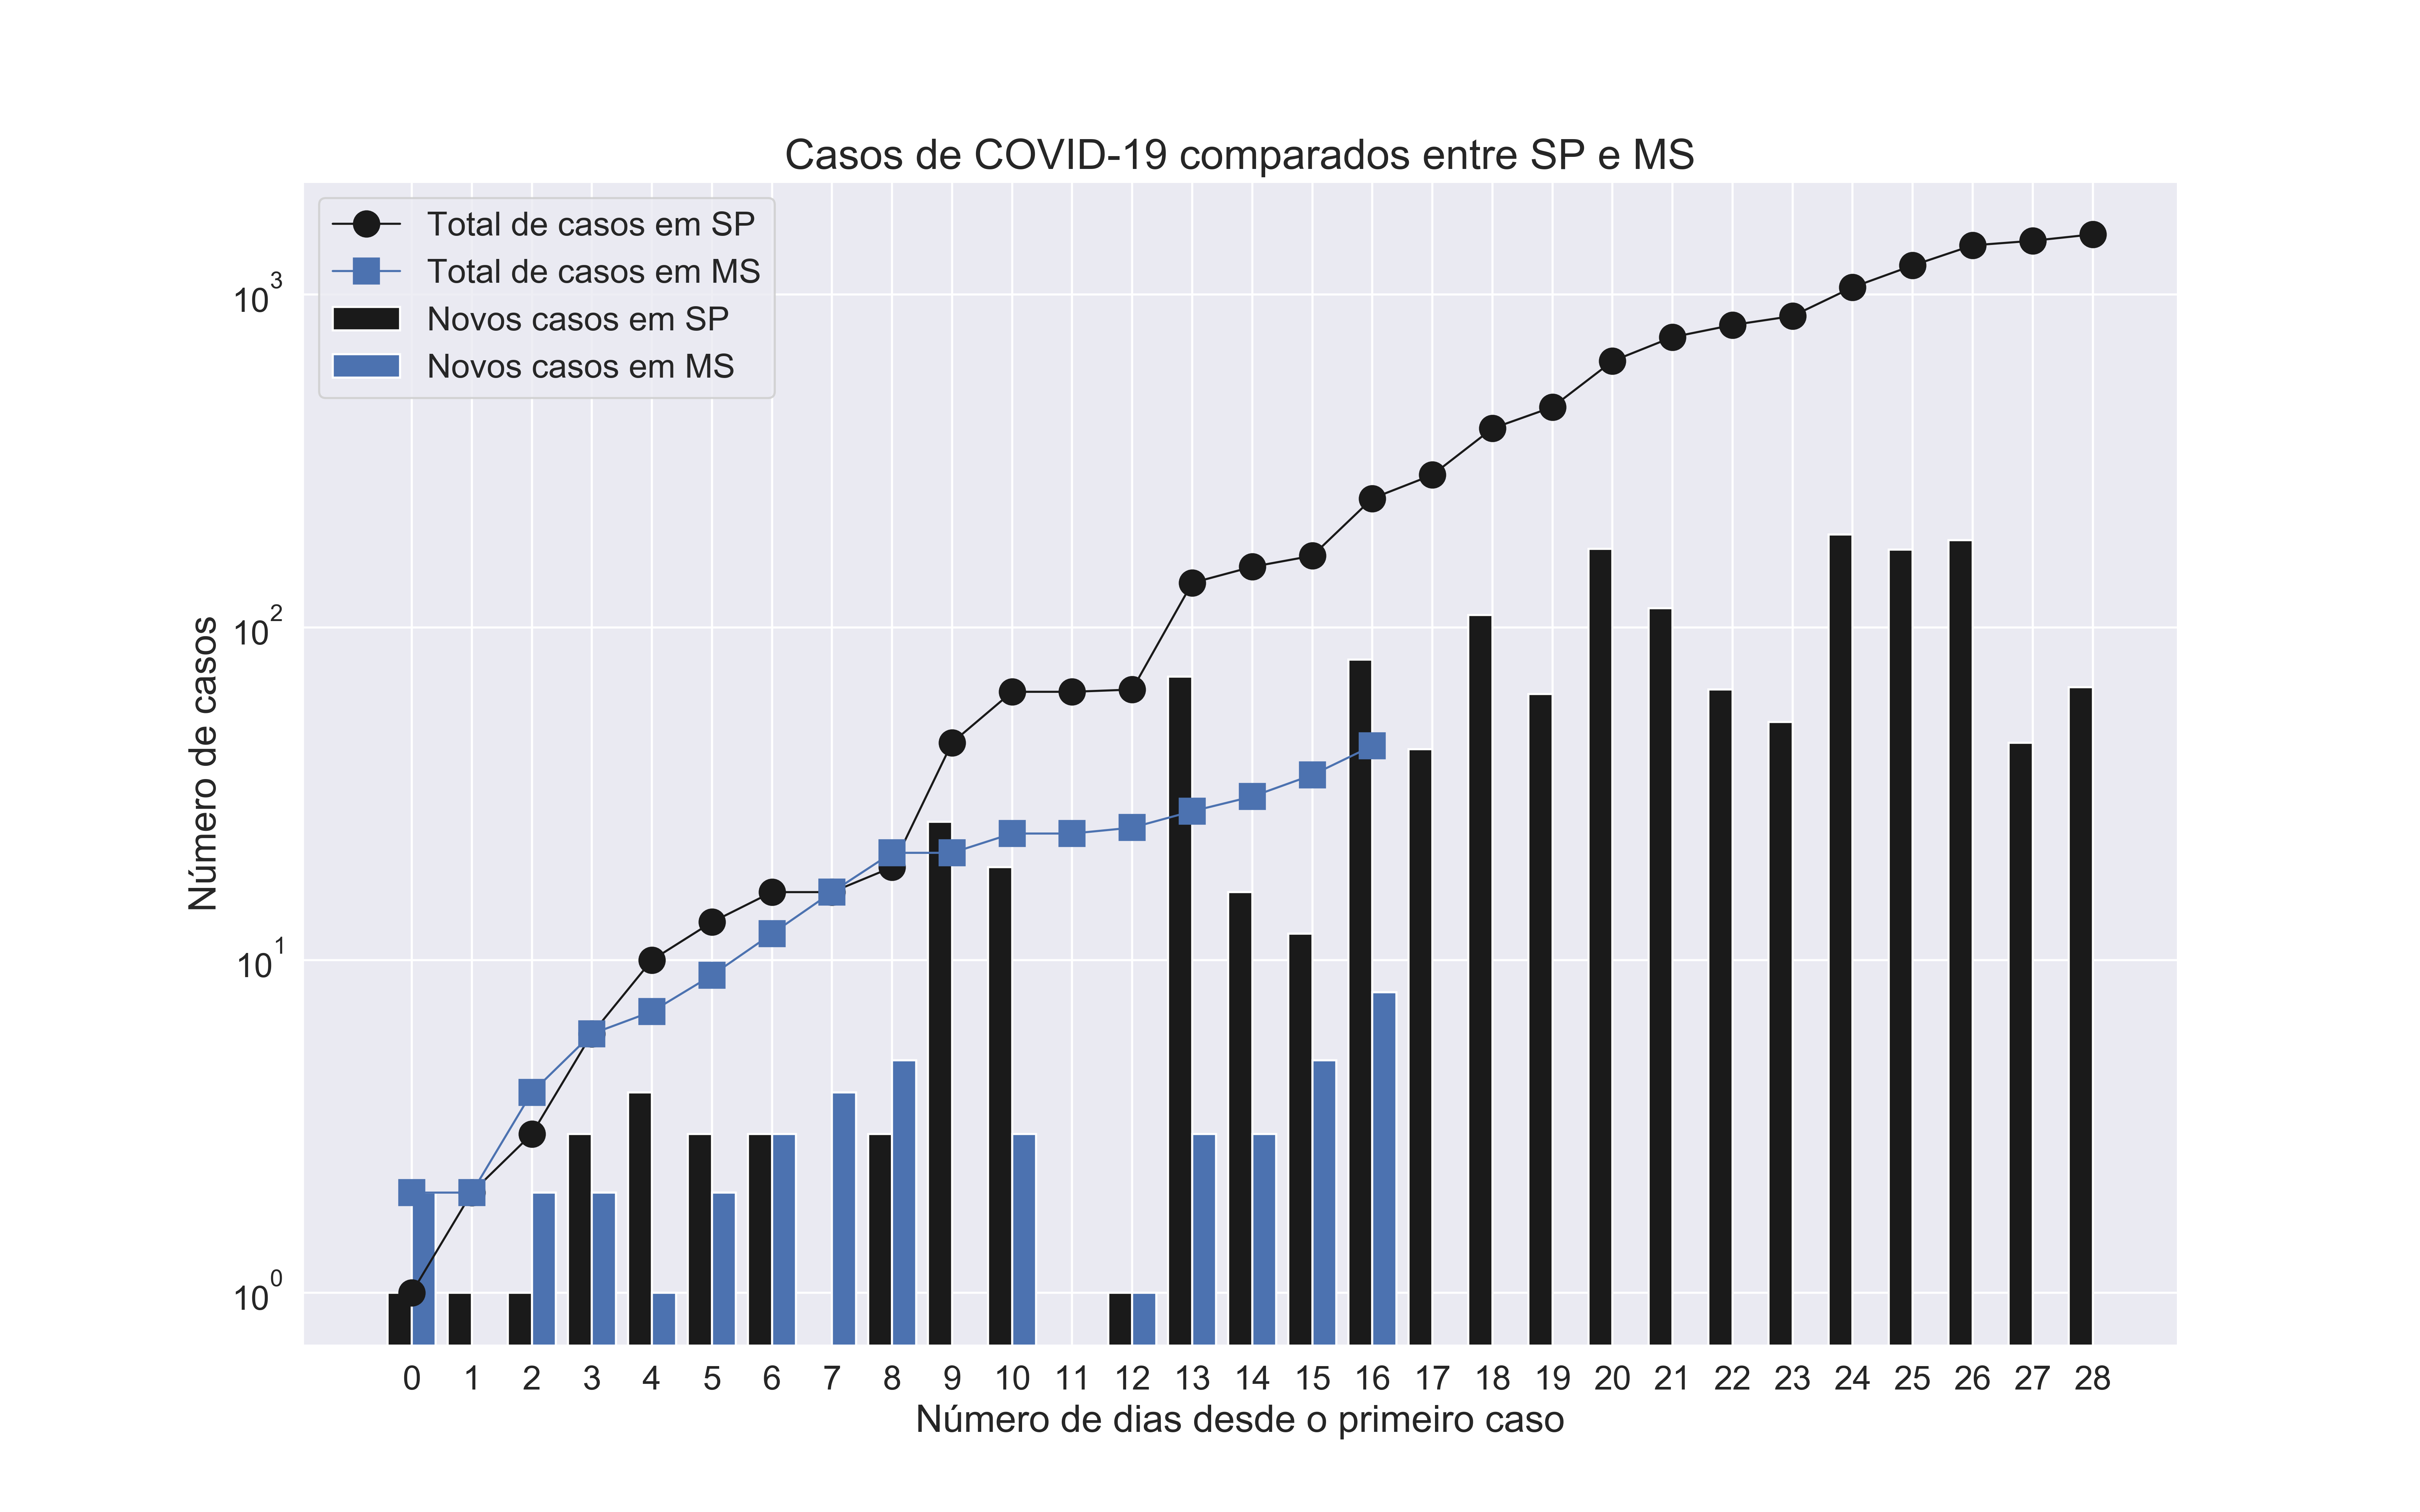 Casos de COVID-19 comparados entre SP e MS
Total de casos em SP
Total de casos em MS
Novos casos em SP
Novos casos em MS
Número de casos
10³
10²
10¹
10⁰
0 1 2 3 4 5 6 7 8 9 10 11 12 13 14 15 16 17 18 19 20 21 22 23 24 25 26 27 28
Número de dias desde o primeiro caso